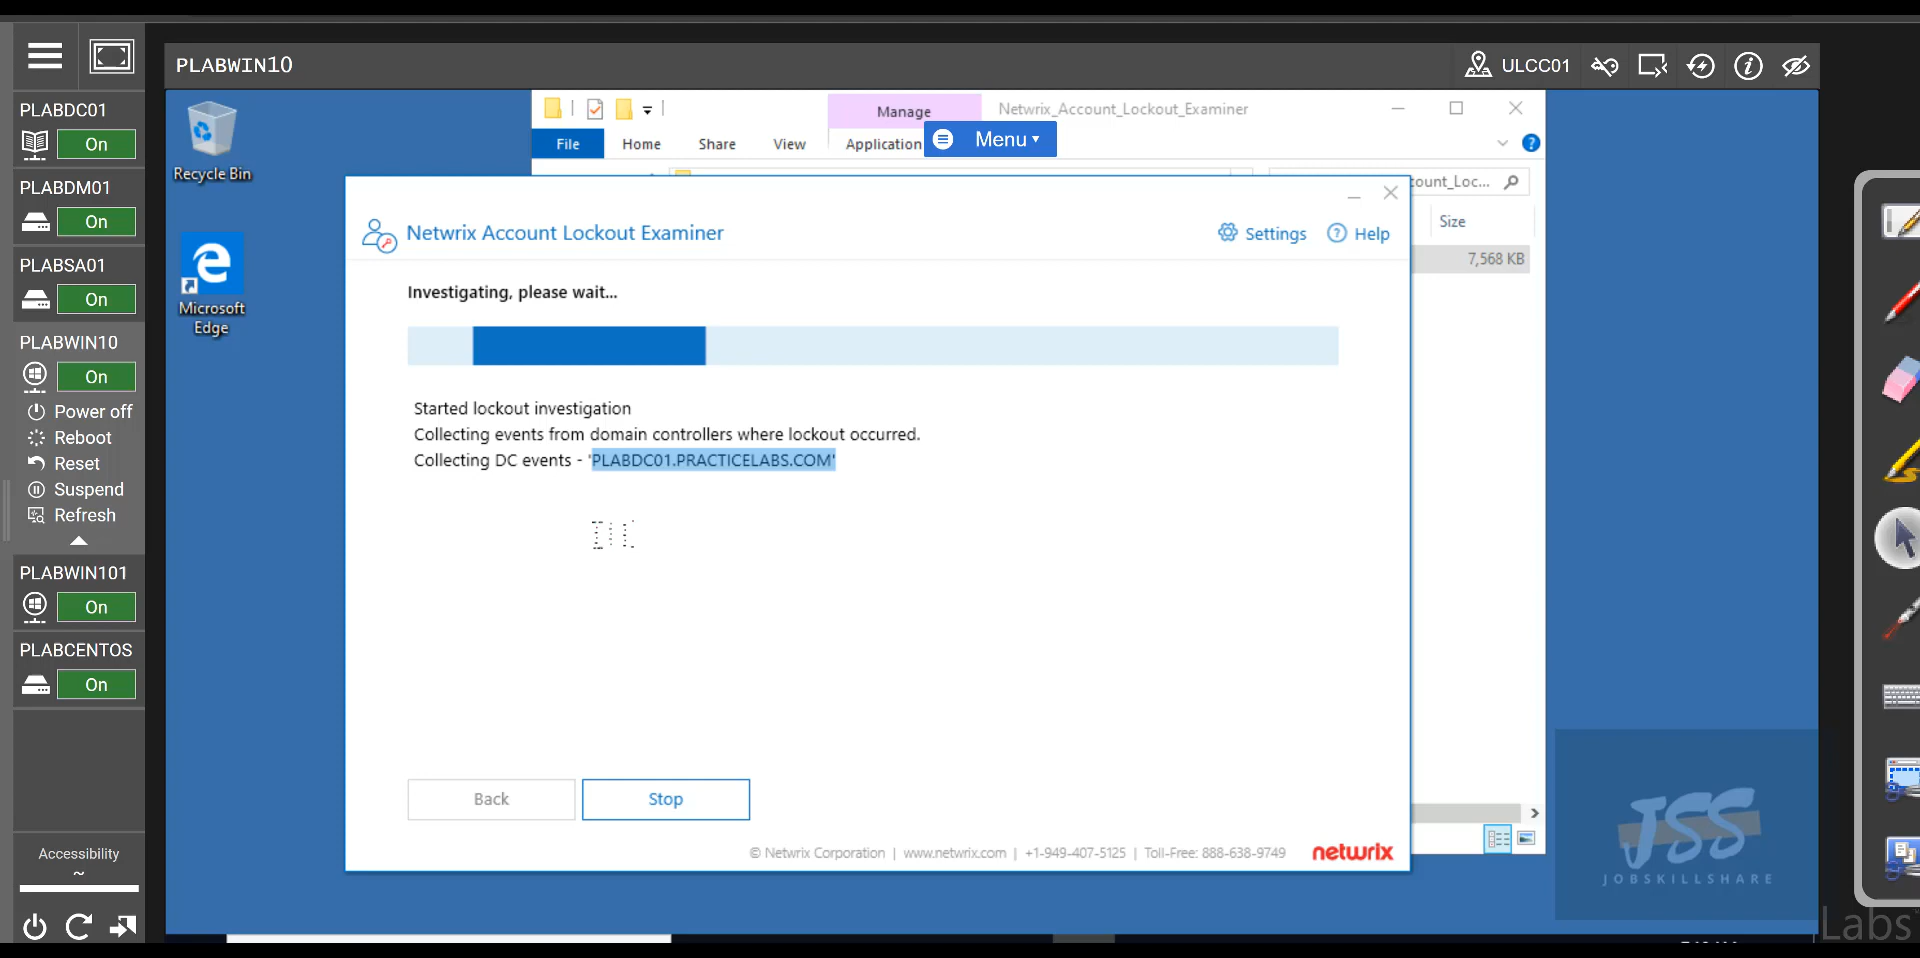 PLABWIN10
ULCC01
PLABDC01
On
PLABDM01
On
PLABSA01
On
PLABWIN10
On
Power off
Reboot
Reset
Suspend
Refresh
PLABWIN101
On
PLABCENTOS
On
Accessibility
Recycle Bin
Microsoft
Edge
Manage
Netwrix_Account_Lockout_Examiner
File Home Share View Application
Menu
count_Loc...
Size
7,568 KB
Netwrix Account Lockout Examiner
Settings Help
Investigating, please wait...
Started lockout investigation
Collecting events from domain controllers where lockout occurred.
Collecting DC events - 'PLABDC01.PRACTICELABS.COM'
Back Stop
© Netwrix Corporation | www.netwrix.com | +1-949-407-5125 | Toll-Free: 888-638-9749
netwrix
JSS
JOBSKILLSHARE
Labs